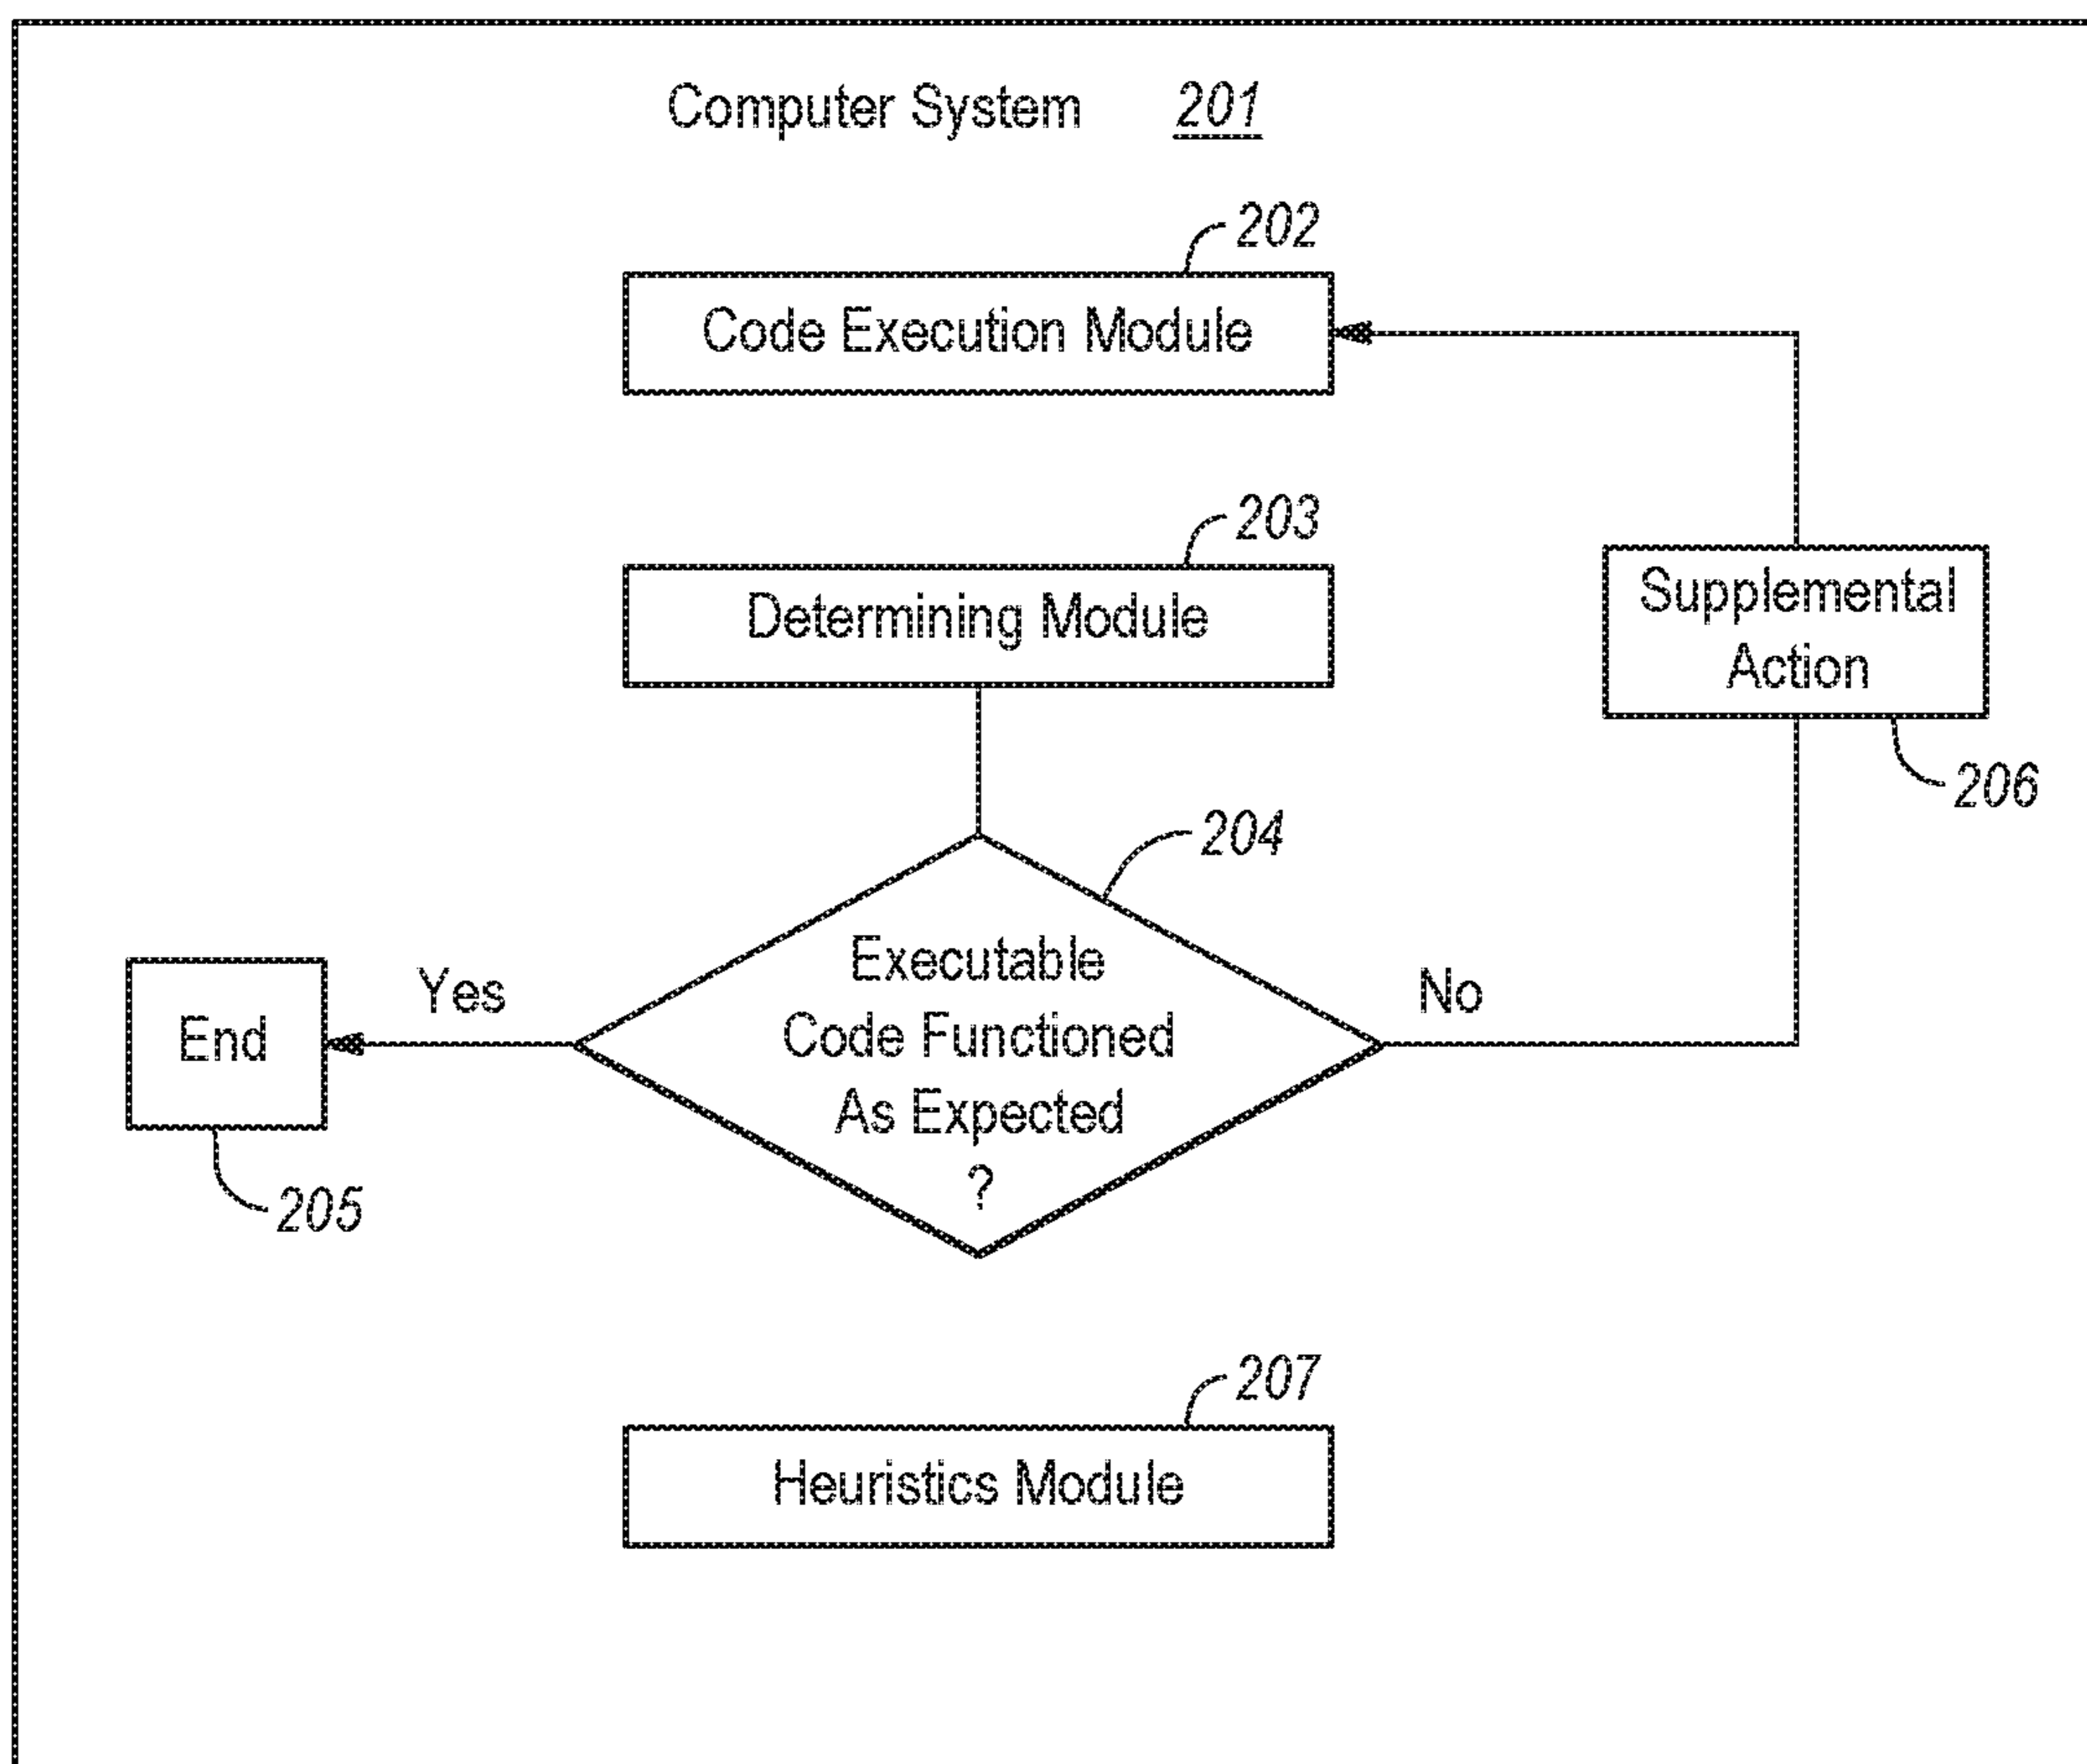 Computer System 201
202
Code Execution Module
203
Determining Module
Supplemental
Action
206
204
Executable
Code Functioned
As Expected
?
Yes
No
End
205
207
Heuristics Module